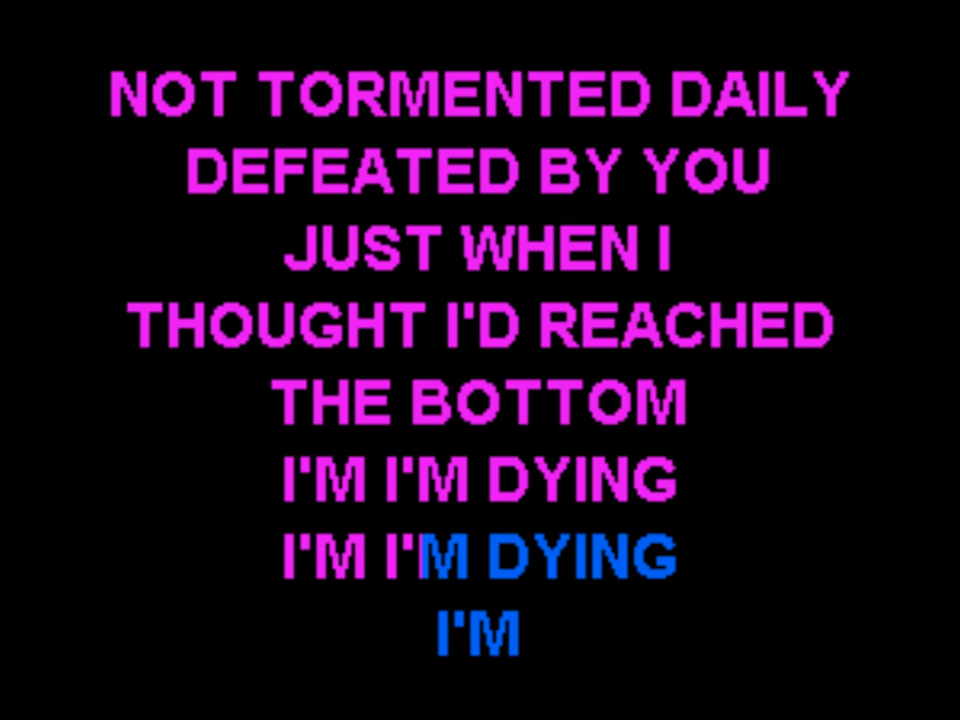 NOT TORMENTED DAILY
DEFEATED BY YOU
JUST WHEN I
THOUGHT I'D REACHED
THE BOTTOM
I'M I'M DYING
I'M I'M DYING
I'M